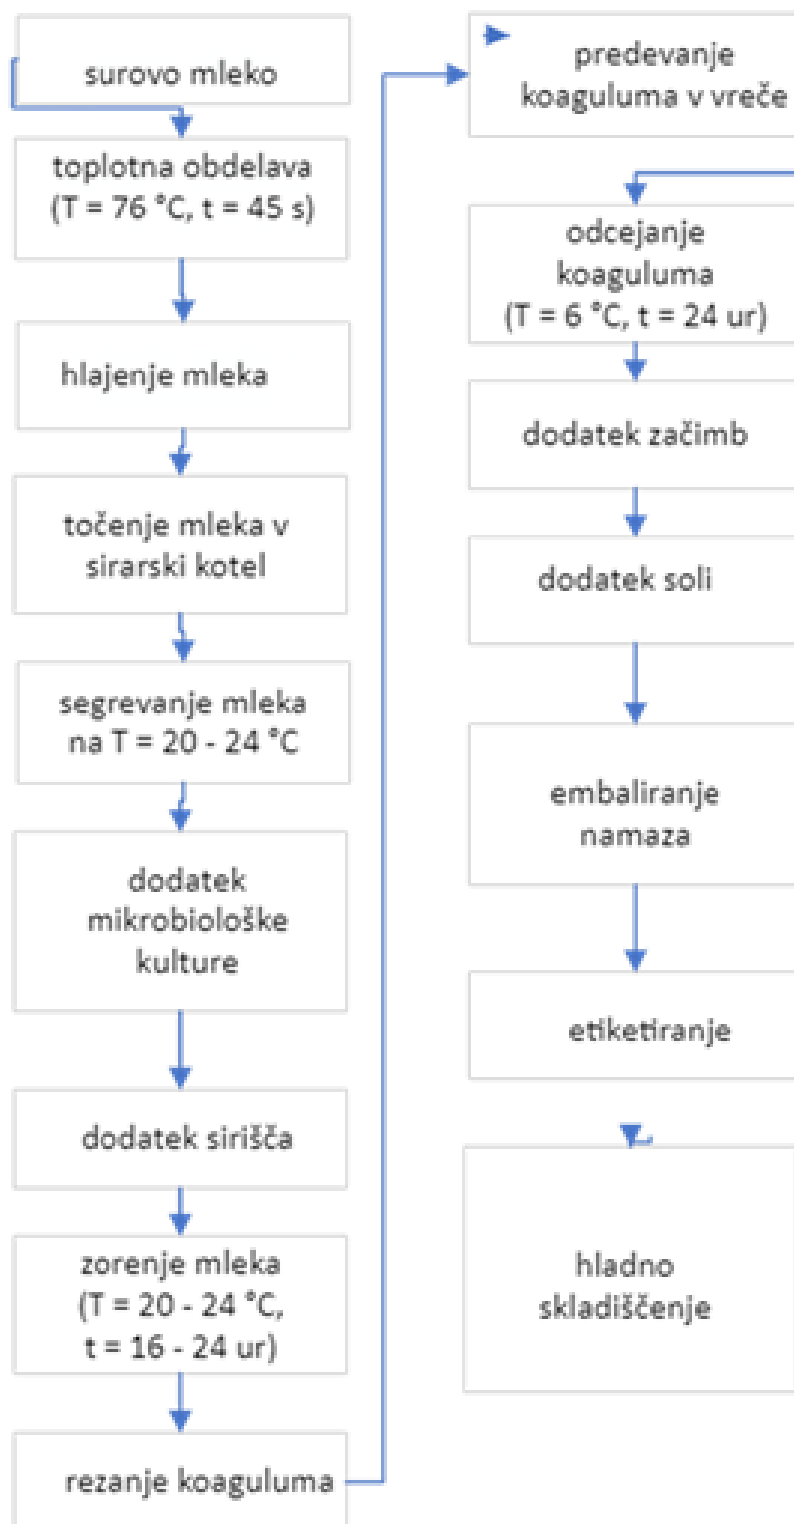 surovo mleko
toplotna obdelava
(T = 76 °C, t = 45 s)
hlajenje mleka
točenje mleka v
sirarski kotel
segrevanje mleka
na T = 20 - 24 °C
dodatek
mikrobiološke
kulture
dodatek sirišča
zorenje mleka
(T = 20 - 24 °C,
t = 16 - 24 ur)
rezanje koaguluma
predevanje
koaguluma v vreče
odcejanje
koaguluma
(T = 6 °C, t = 24 ur)
dodatek začimb
dodatek soli
embaliranje
namaza
etiketiranje
hladno
skladiščenje